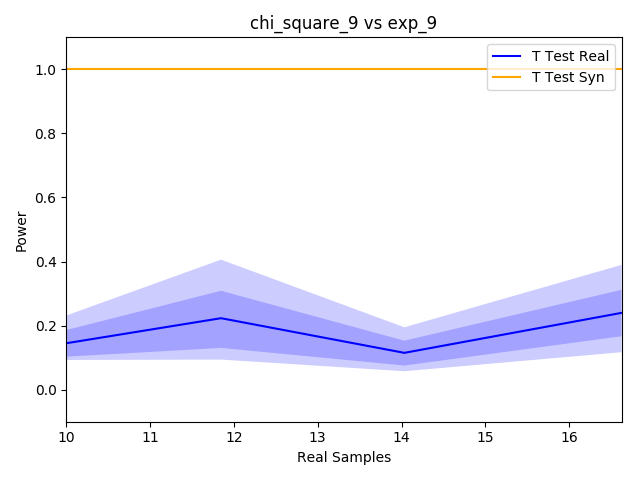 chi_square_9 vs exp_9
T Test Real
T Test Syn
Power
1.0
0.8
0.6
0.4
0.2
0.0
10
11
12
13
14
15
16
Real Samples